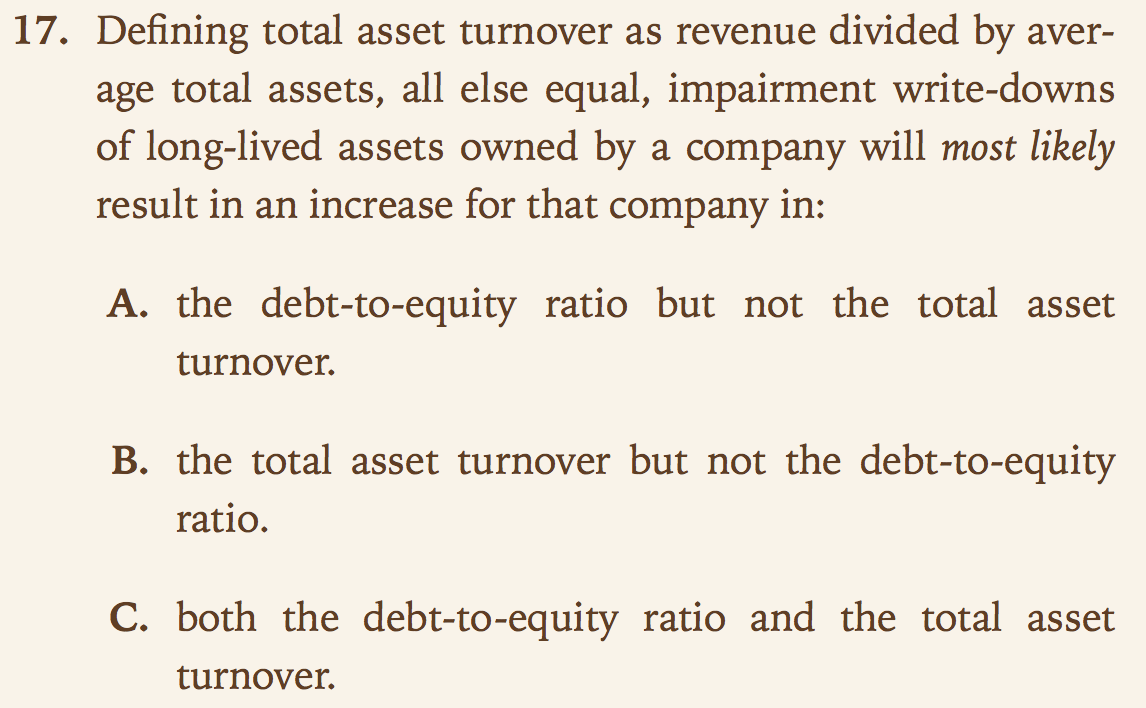 17. Defining total asset turnover as revenue divided by aver-
age total assets, all else equal, impairment write-downs
of long-lived assets owned by a company will most likely
result in an increase for that company in:
A. the debt-to-equity ratio but not the total asset
turnover.
B. the total asset turnover but not the debt-to-equity
ratio.
C. both the debt-to-equity ratio and the total asset
turnover.